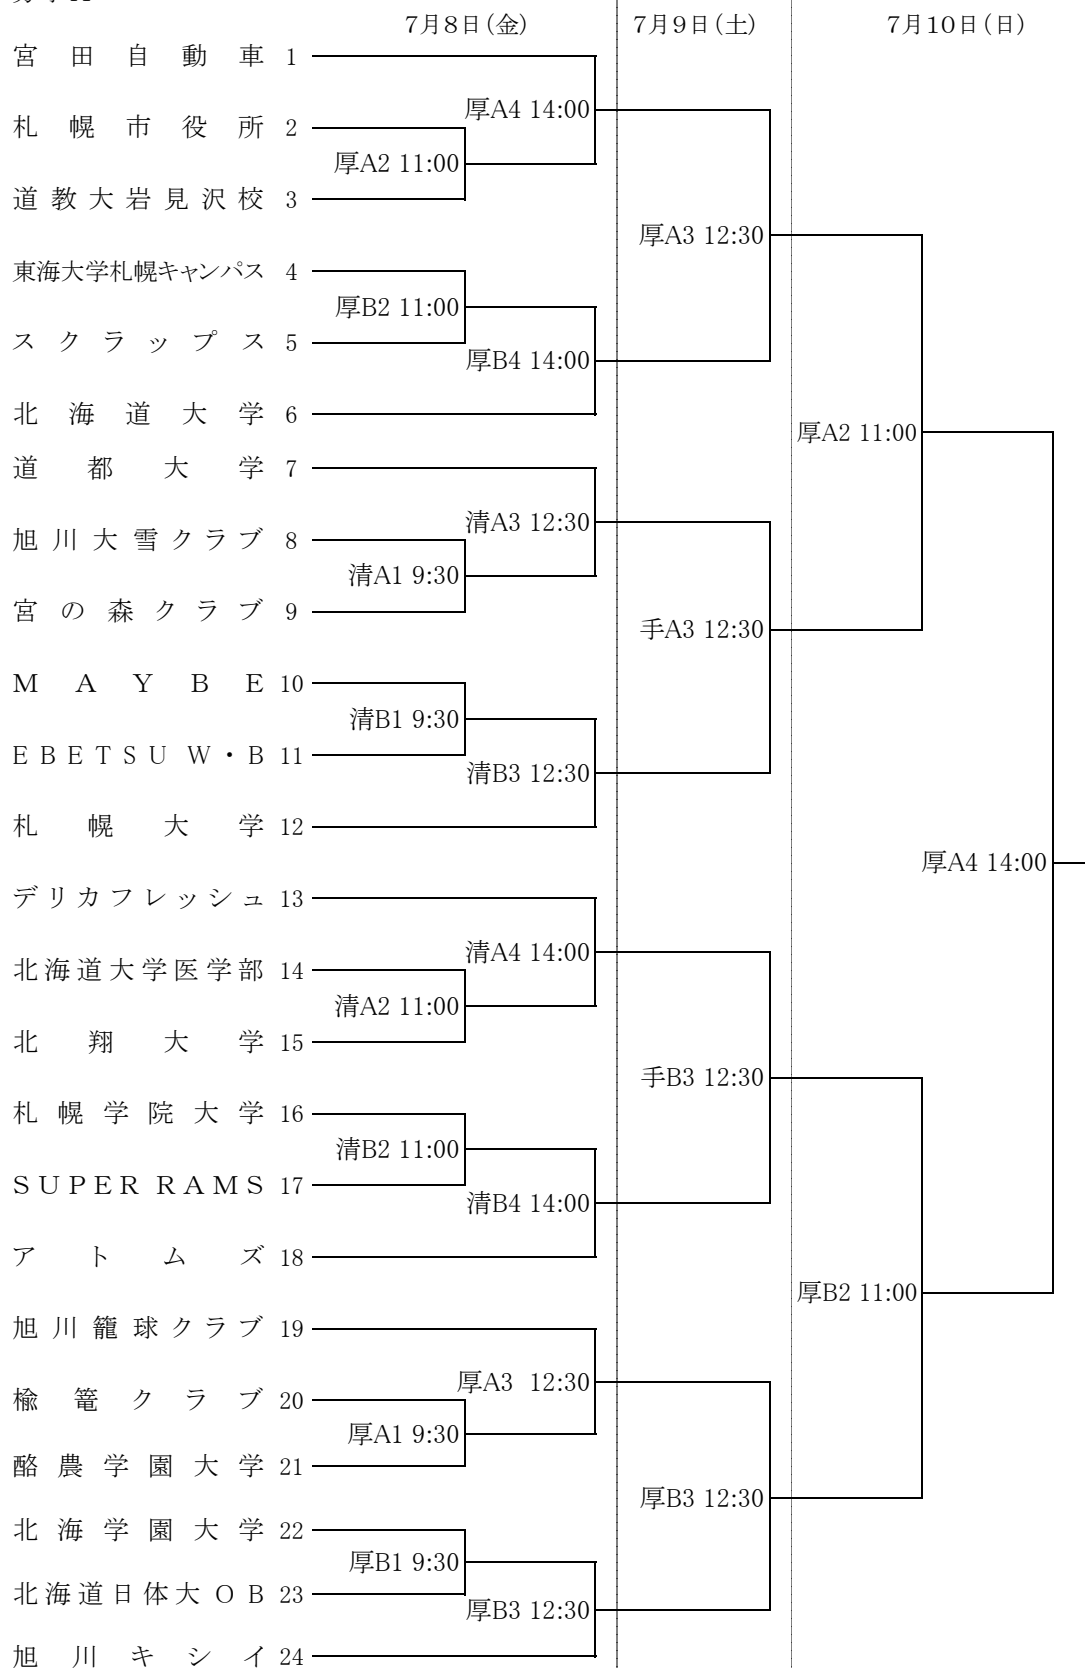 7月8日(金) 7月9日(土) 7月10日(日)
宮田自動車 1
厚A4 14:00
札幌市役所 2
厚A2 11:00
道教大岩見沢校 3
厚A3 12:30
東海大学札幌キャンパス 4
厚B2 11:00
スクラップス 5
厚B4 14:00
北海道大学 6
厚A2 11:00
道都大学 7
清A3 12:30
旭川大雪クラブ 8
清A1 9:30
宮の森クラブ 9
手A3 12:30
MAYBE 10
清B1 9:30
EBETSU W・B 11
清B3 12:30
札幌大学 12
厚A4 14:00
デリカフレッシュ 13
清A4 14:00
北海道大学医学部 14
清A2 11:00
北翔大学 15
手B3 12:30
札幌学院大学 16
清B2 11:00
SUPER RAMS 17
清B4 14:00
アトムズ 18
厚B2 11:00
旭川籠球クラブ 19
厚A3 12:30
楡篭クラブ 20
厚A1 9:30
酪農学園大学 21
厚B3 12:30
北海学園大学 22
厚B1 9:30
北海道日体大OB 23
厚B3 12:30
旭川キシイ 24